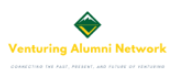 Venturing Alumni Network
CONNECTING THE PAST, PRESENT, AND FUTURE OF VENTURING